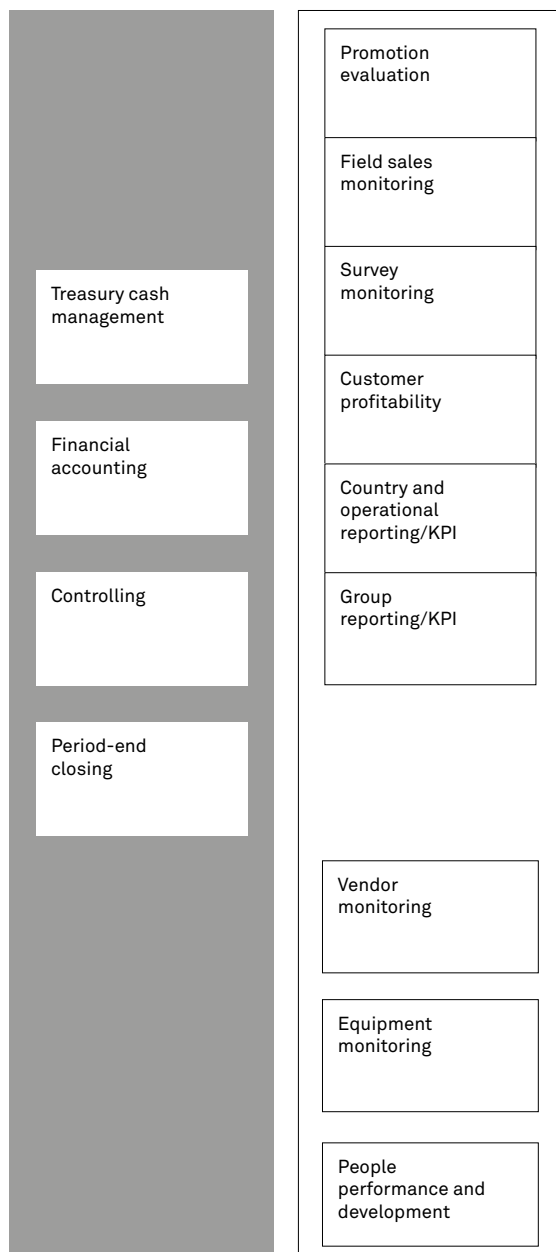 Treasury cash
management
Financial
accounting
Controlling
Period-end
closing
Promotion
evaluation
Field sales
monitoring
Survey
monitoring
Customer
profitability
Country and
operational
reporting/KPI
Group
reporting/KPI
Vendor
monitoring
Equipment
monitoring
People
performance and
development